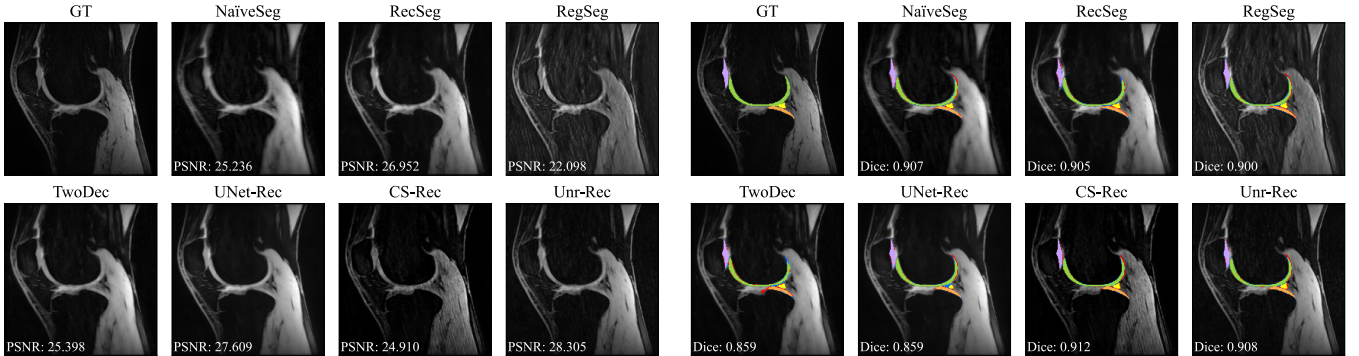 GT NaïveSeg RecSeg RegSeg GT NaïveSeg RecSeg RegSeg
PSNR: 25.236 PSNR: 26.952 PSNR: 22.098 Dice: 0.907 Dice: 0.905 Dice: 0.900
TwoDec UNet-Rec CS-Rec Unr-Rec TwoDec UNet-Rec CS-Rec Unr-Rec
PSNR: 25.398 PSNR: 27.609 PSNR: 24.910 PSNR: 28.305 Dice: 0.859 Dice: 0.859 Dice: 0.912 Dice: 0.908